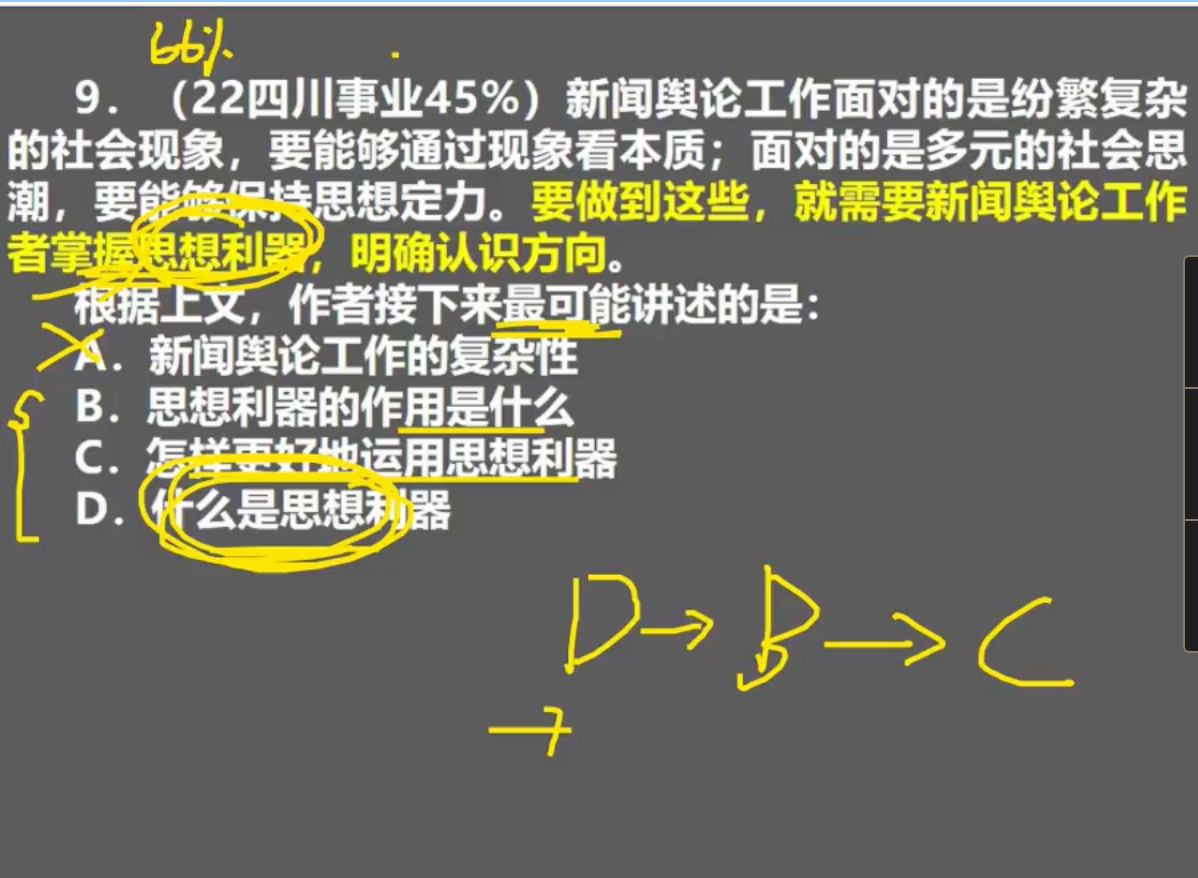 66%
9. （22四川事业45%）新闻舆论工作面对的是纷繁复杂
的社会现象，要能够通过现象看本质；面对的是多元的社会思
潮，要能够保持思想定力。要做到这些，就需要新闻舆论工作
者掌握思想利器，明确认识方向。
根据上文，作者接下来最可能讲述的是：
A. 新闻舆论工作的复杂性
B. 思想利器的作用是什么
C. 怎样更好地运用思想利器
D. 什么是思想利器
D→B→C